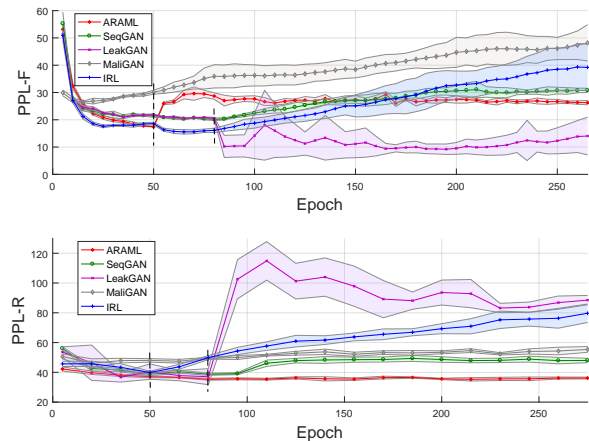 60
50
40
30
20
10
0
PPL-F
ARAML
SeqGAN
LeakGAN
MaliGAN
IRL
0 50 100 150 200 250
Epoch
120
100
80
60
40
20
PPL-R
ARAML
SeqGAN
LeakGAN
MaliGAN
IRL
0 50 100 150 200 250
Epoch